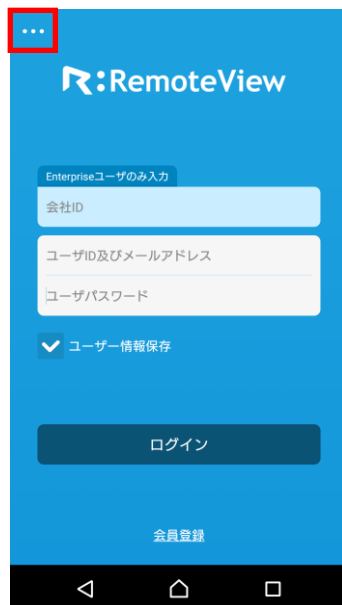 R:RemoteView
Enterpriseユーザのみ入力
会社ID
ユーザID及びメールアドレス
ユーザパスワード
ユーザー情報保存
ログイン
会員登録